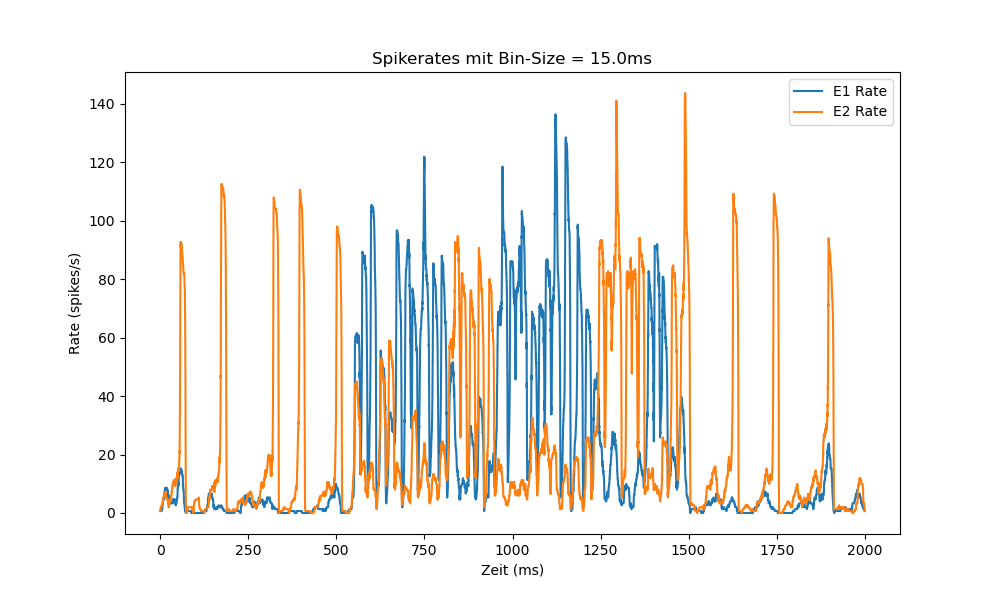 Spikerates mit Bin-Size = 15.0ms
E1 Rate
E2 Rate
Rate (spikes/s)
140
120
100
80
60
40
20
0
0 250 500 750 1000 1250 1500 1750 2000
Zeit (ms)